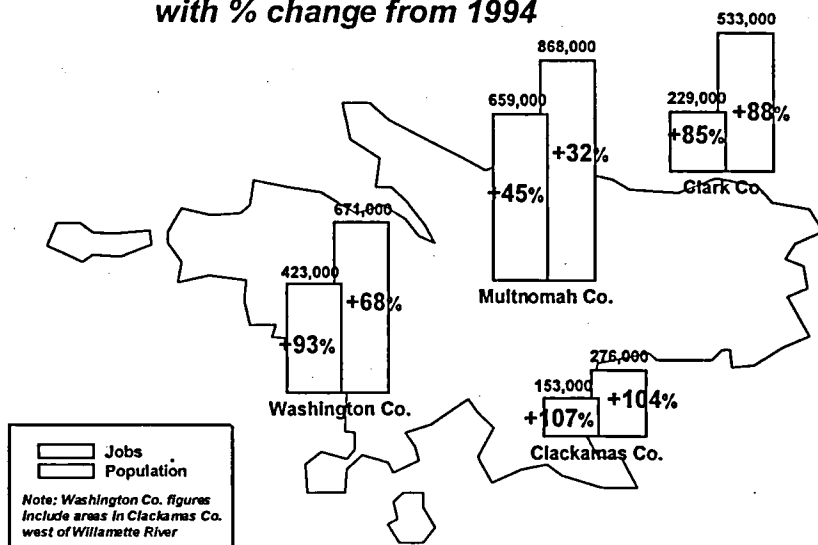 with % change from 1994
533,000
868,000
659,000
229,000
+88%
+85%
+32%
+45%
Clark Co.
671,000
423,000
+68%
+93%
Multnomah Co.
Washington Co.
276,000
153,000
+104%
+107%
Clackamas Co.
Jobs
Population
Note: Washington Co. figures
include areas in Clackamas Co.
west of Willamette River